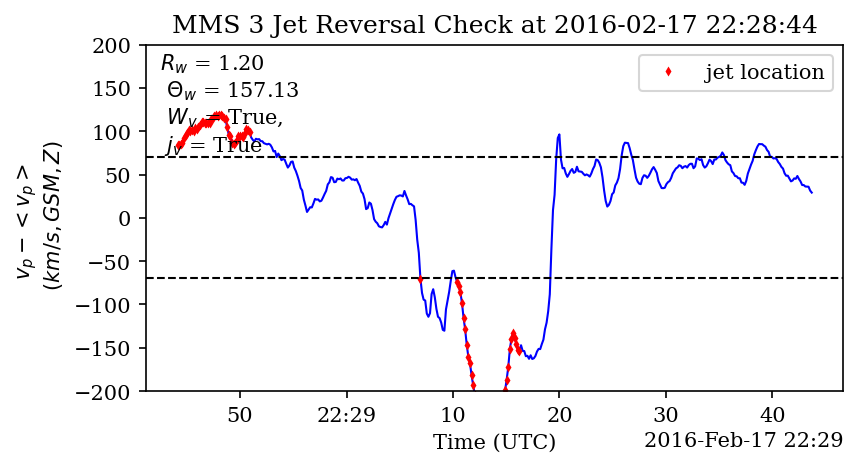 MMS 3 Jet Reversal Check at 2016-02-17 22:28:44
200
150
100
50
0
−50
−100
−150
−200
v_p − < v_p >
(km/s, GSM, Z)
R_w = 1.20
Θ_w = 157.13
W_v = True,
j_v = True
jet location
50
22:29
10
20
30
40
Time (UTC)
2016-Feb-17 22:29